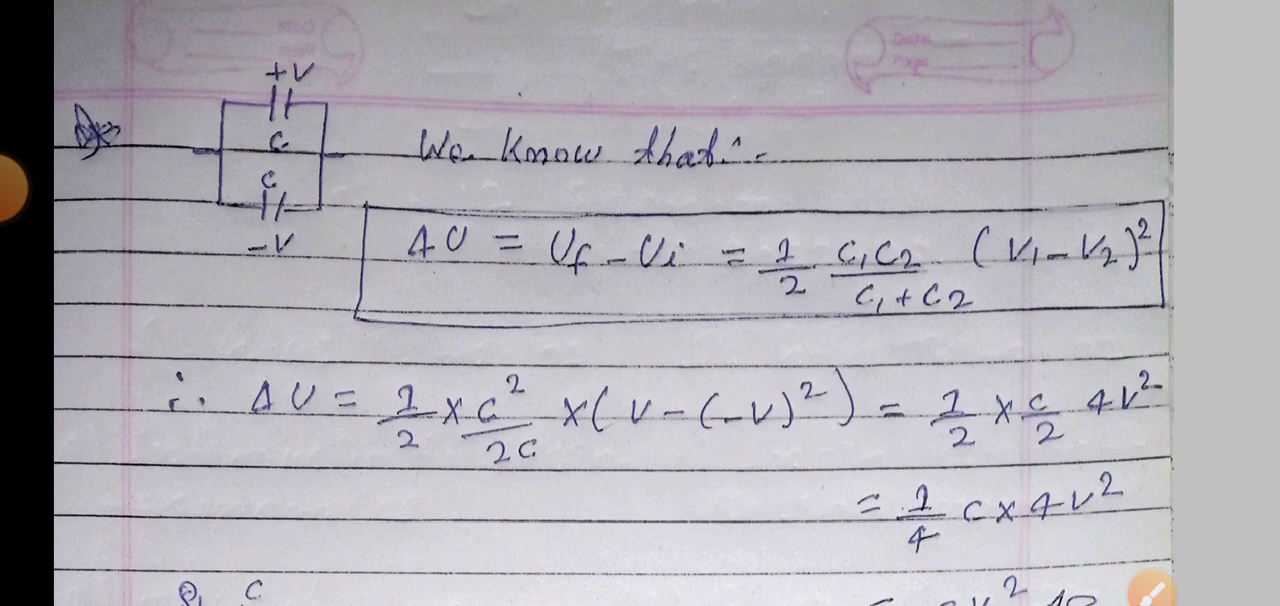 +V
C
C
-V
We know that:-
ΔU = Uf - Ui = 1/2 C1C2/C1+C2 (V1-V2)²
∴ ΔU = 1/2 × C²/2C × (V-(-V)²) = 1/2 × C/2 4V²
= 1/4 C × 4V²